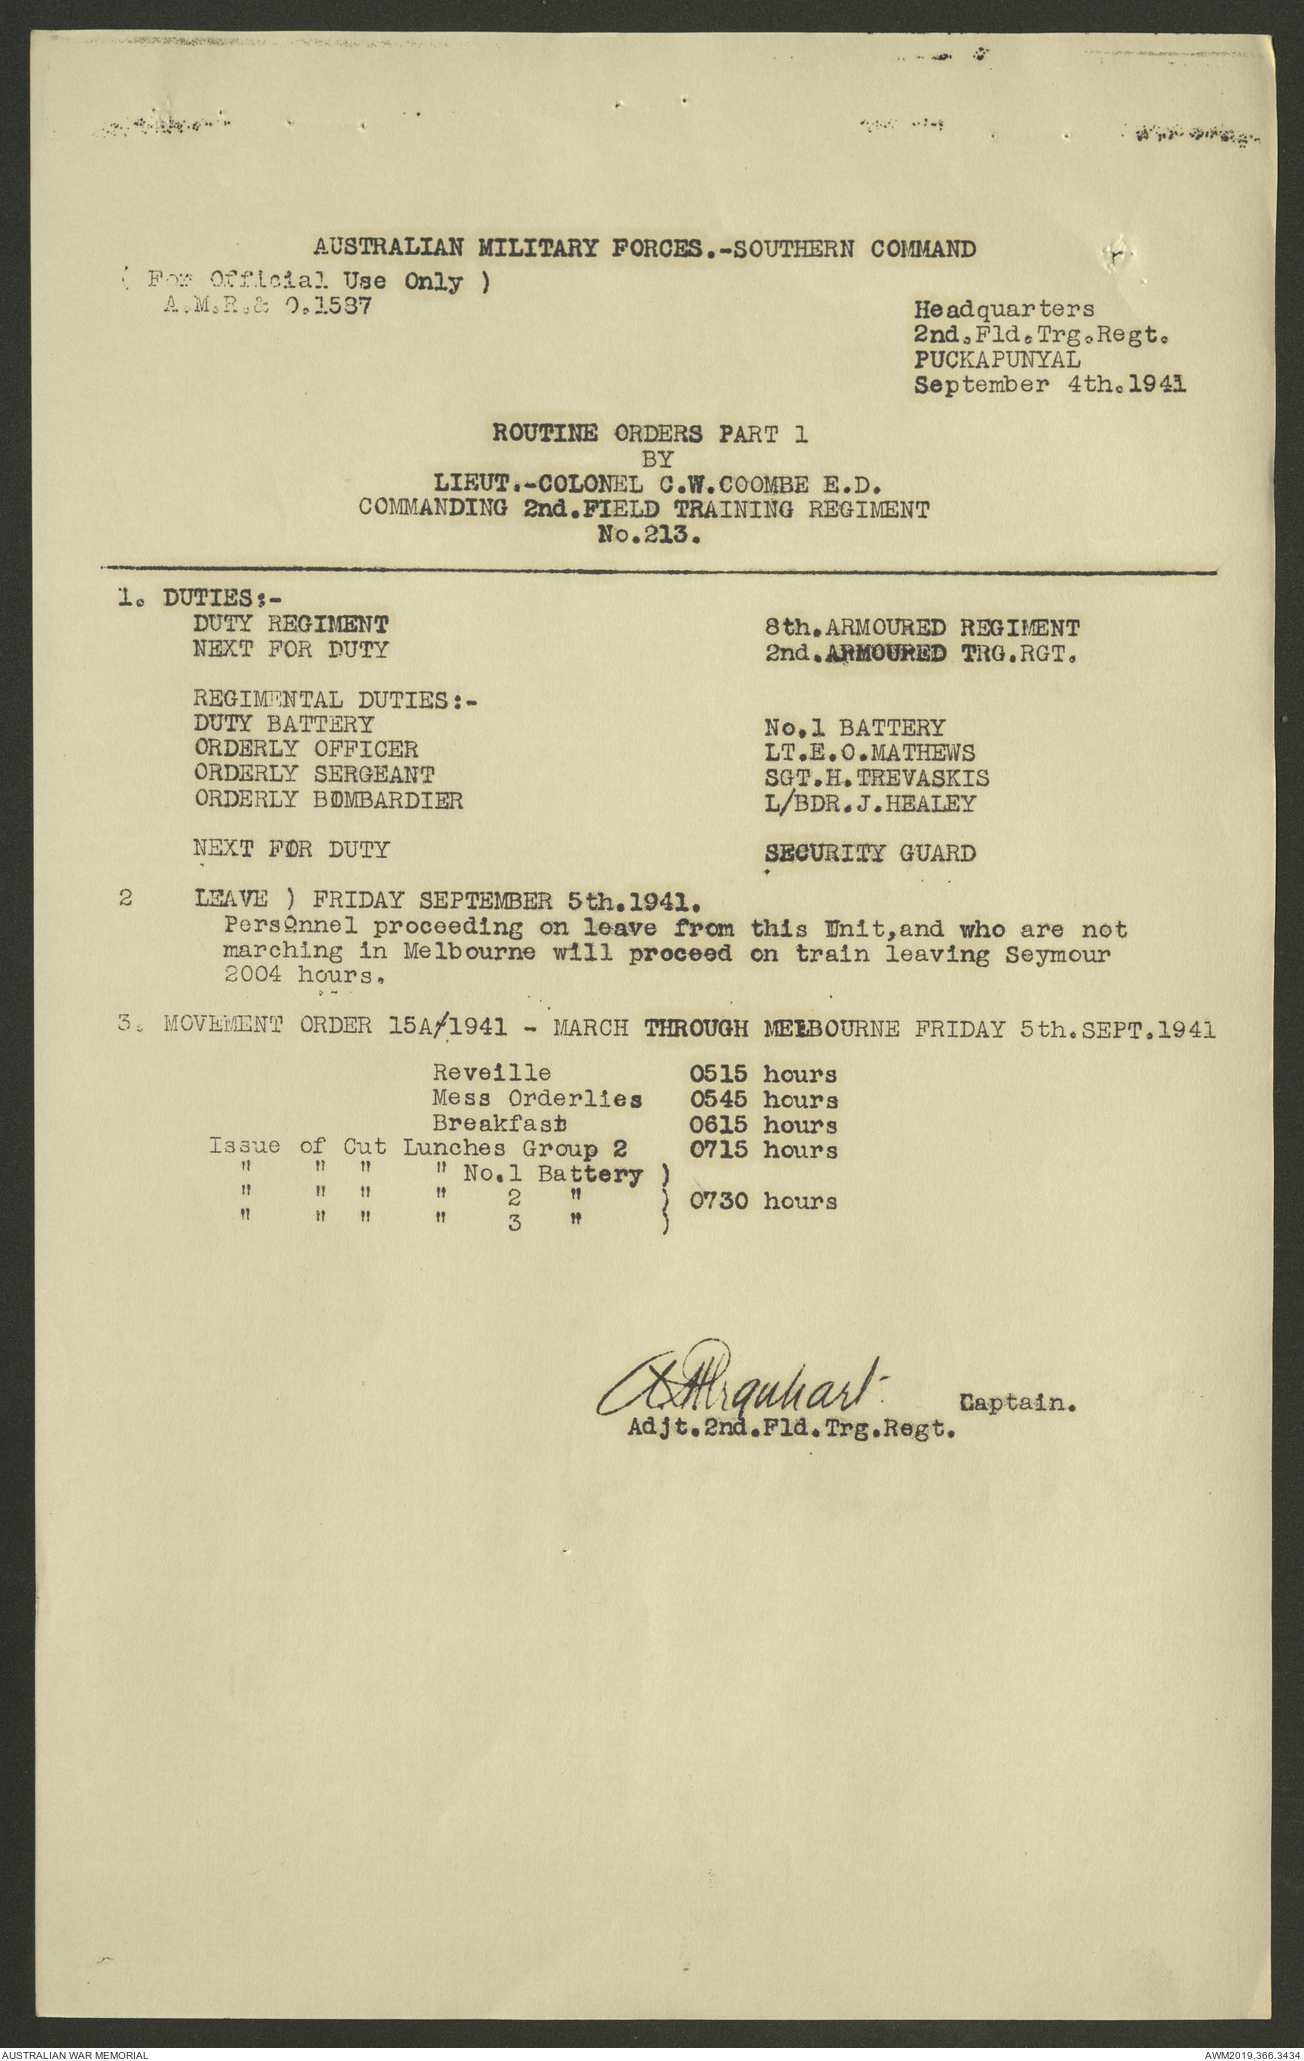 AUSTRALIAN MILITARY FORCES.-SOUTHERN COMMAND
( For Official Use Only )
A.M.R.& O.1587
Headquarters
2nd.Fld.Trg.Regt.
PUCKAPUNYAL
September 4th.1941
ROUTINE ORDERS PART 1
BY
LIEUT.-COLONEL C.W.COOMBE E.D.
COMMANDING 2nd.FIELD TRAINING REGIMENT
No.213.
1. DUTIES:-
DUTY REGIMENT 8th.ARMOURED REGIMENT
NEXT FOR DUTY 2nd.ARMOURED TRG.RGT.
REGIMENTAL DUTIES:-
DUTY BATTERY No.1 BATTERY
ORDERLY OFFICER LT.E.O.MATHEWS
ORDERLY SERGEANT SGT.H.TREVASKIS
ORDERLY BOMBARDIER L/BDR.J.HEALEY
NEXT FOR DUTY SECURITY GUARD
2 LEAVE ) FRIDAY SEPTEMBER 5th.1941.
Personnel proceeding on leave from this Unit,and who are not
marching in Melbourne will proceed on train leaving Seymour
2004 hours.
3. MOVEMENT ORDER 15A/1941 - MARCH THROUGH MELBOURNE FRIDAY 5th.SEPT.1941
Reveille 0515 hours
Mess Orderlies 0545 hours
Breakfast 0615 hours
Issue of Cut Lunches Group 2 0715 hours
" " " " No.1 Battery )
" " " " 2 " ) 0730 hours
" " " " 3 " )
Urquhart Captain.
Adjt.2nd.Fld.Trg.Regt.
AUSTRALIAN WAR MEMORIAL
AWM2019.366.3434